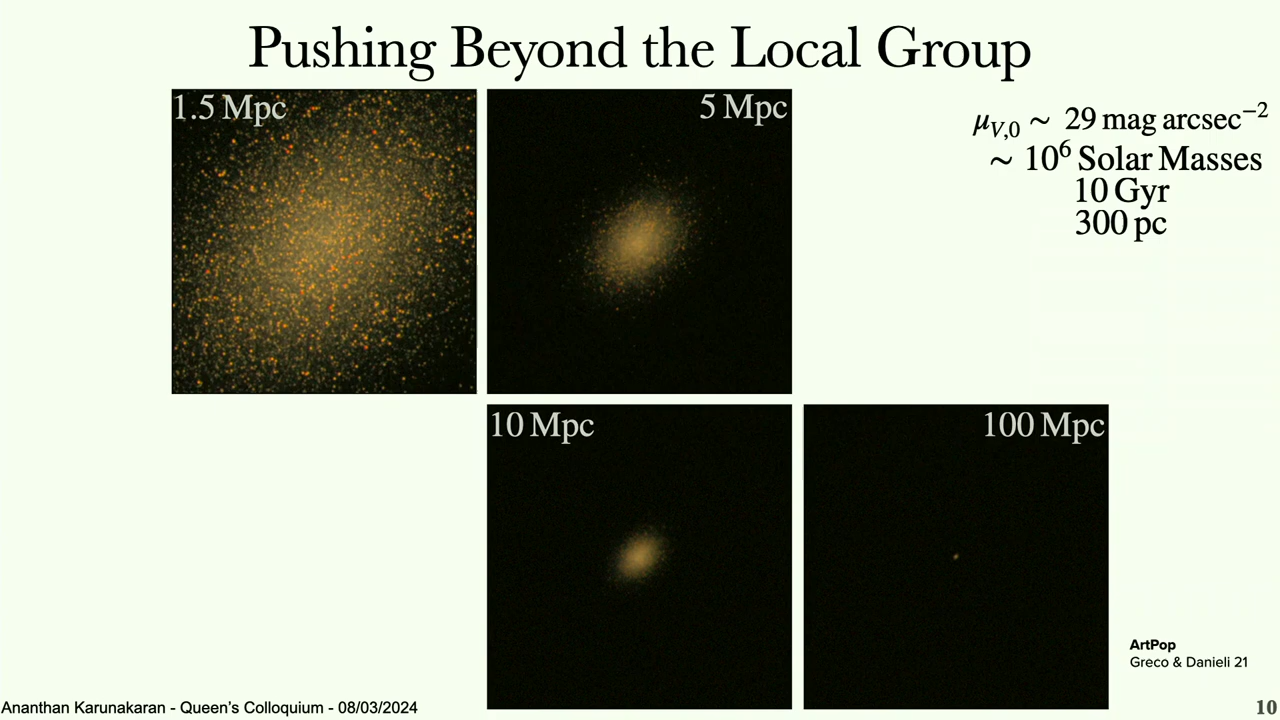 Pushing Beyond the Local Group
1.5 Mpc
5 Mpc
μV,0 ~ 29 mag arcsec−2
~ 10⁶ Solar Masses
10 Gyr
300 pc
10 Mpc
100 Mpc
ArtPop
Greco & Danieli 21
Ananthan Karunakaran - Queen’s Colloquium - 08/03/2024
10